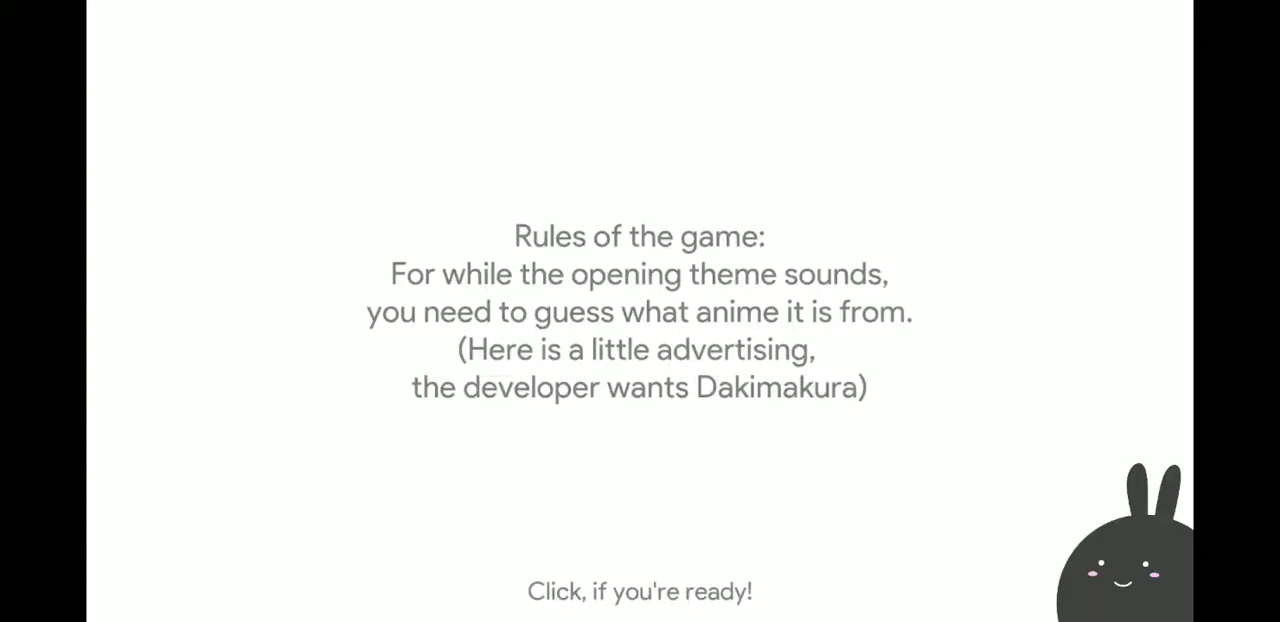 Rules of the game:
For while the opening theme sounds,
you need to guess what anime it is from.
(Here is a little advertising,
the developer wants Dakimakura)
Click, if you're ready!